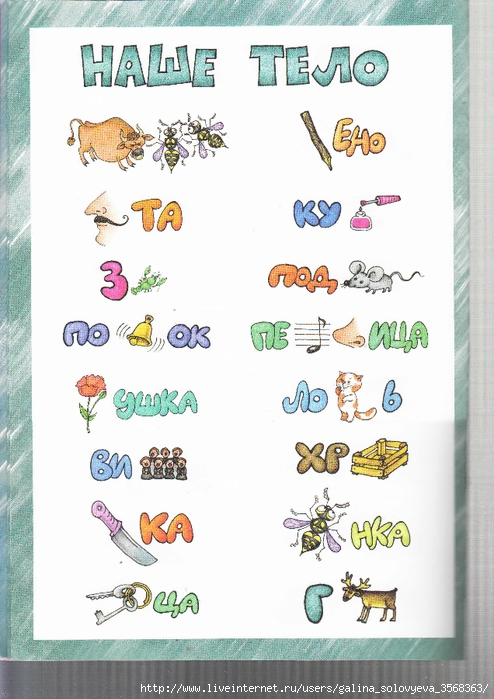 НАШЕ ТЕЛО
ЕНО
ТА
КУ
З
ПОД
ПО ОК
ПЕ ИЦА
УШКА
ЛО Ь
ВИ
ХР
КА
НКА
ЦА
Г
http://www.liveinternet.ru/users/galina_solovyeva_3568363/